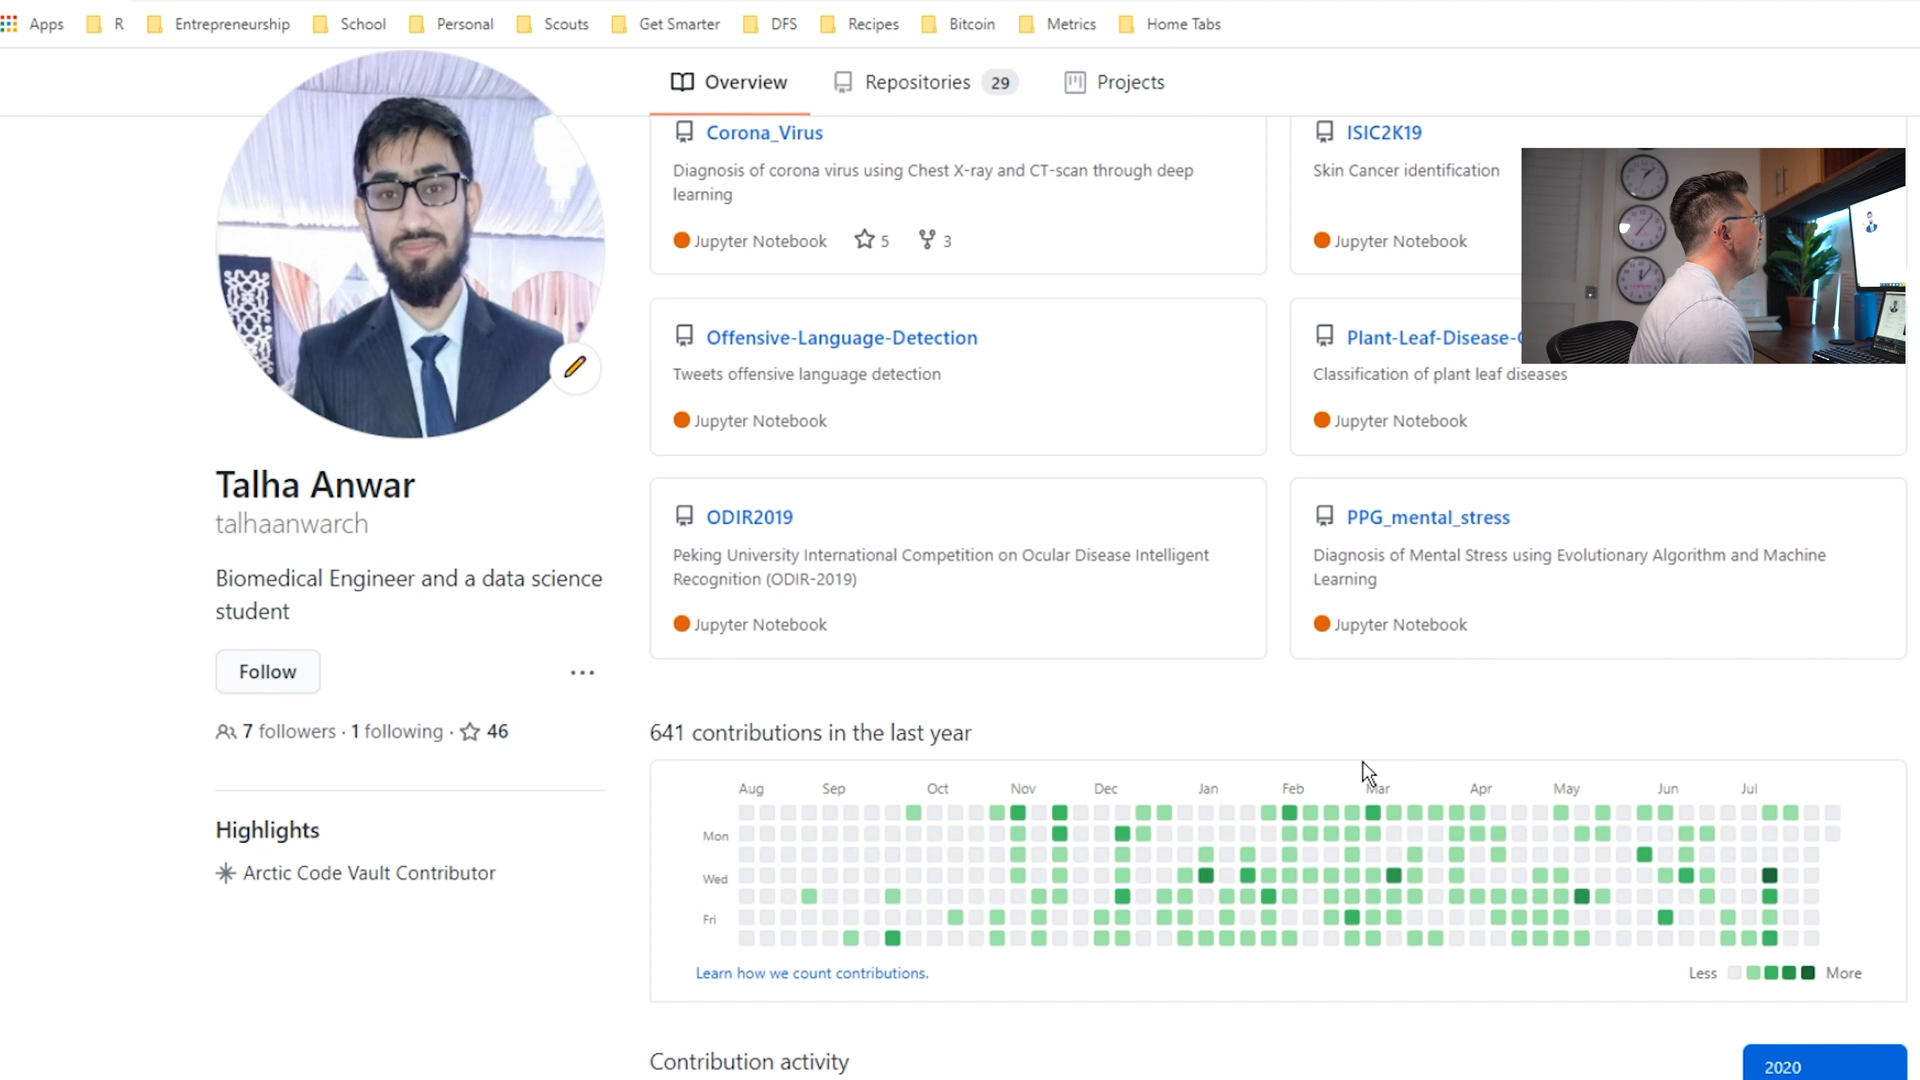 Apps R Entrepreneurship School Personal Scouts Get Smarter DFS Recipes Bitcoin Metrics Home Tabs
Overview Repositories 29 Projects
Corona_Virus
Diagnosis of corona virus using Chest X-ray and CT-scan through deep
learning
Jupyter Notebook 5 3
ISIC2K19
Skin Cancer identification
Jupyter Notebook
Offensive-Language-Detection
Tweets offensive language detection
Jupyter Notebook
Plant-Leaf-Disease-
Classification of plant leaf diseases
Jupyter Notebook
ODIR2019
Peking University International Competition on Ocular Disease Intelligent
Recognition (ODIR-2019)
Jupyter Notebook
PPG_mental_stress
Diagnosis of Mental Stress using Evolutionary Algorithm and Machine
Learning
Jupyter Notebook
Talha Anwar
talhaanwarch
Biomedical Engineer and a data science
student
Follow
7 followers · 1 following · 46
Highlights
Arctic Code Vault Contributor
641 contributions in the last year
Aug Sep Oct Nov Dec Jan Feb Mar Apr May Jun Jul
Mon
Wed
Fri
Learn how we count contributions.
Less More
Contribution activity
2020